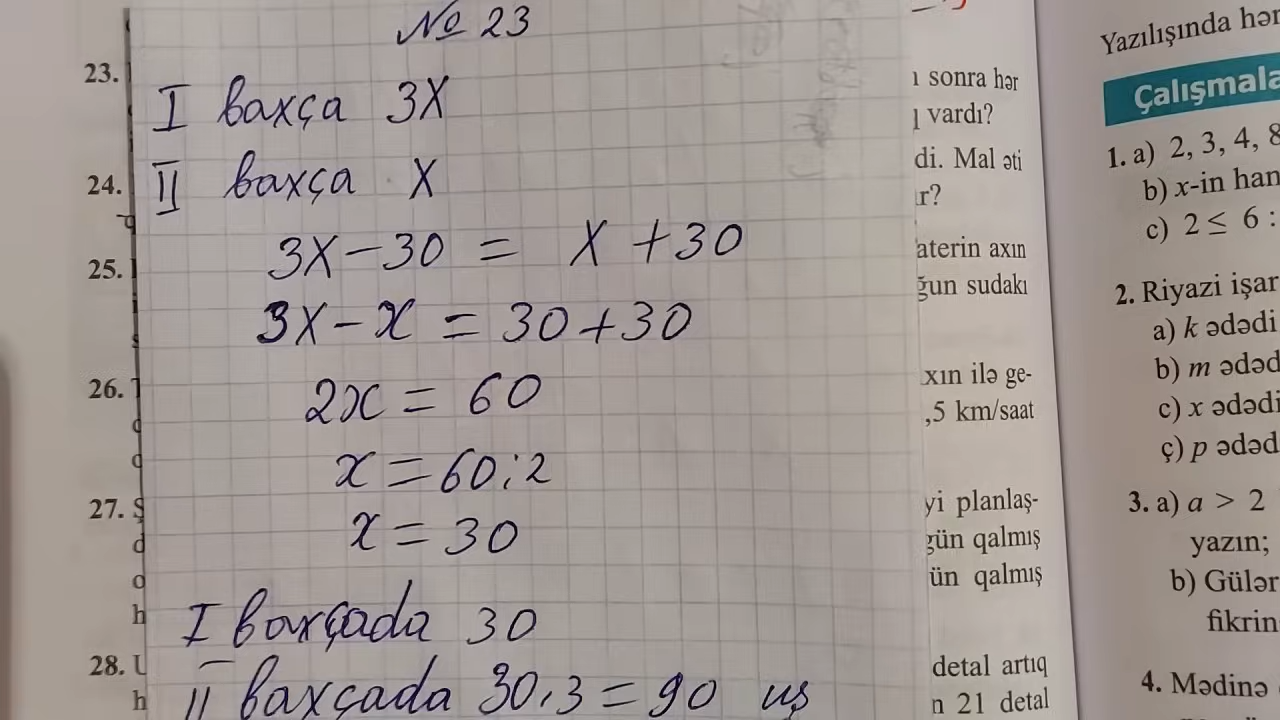 № 23
I baxça 3X
II baxça X
3X − 30 = X + 30
3X − x = 30 + 30
2x = 60
x = 60 : 2
x = 30
I baxçada 30
II baxçada 30.3 = 90 uş
23.
24.
25.
26.
27. Ş
d
o
h
28. U
h
sonra hər
vardı?
di. Mal əti
r?
aterin axın
ğun sudakı
xın ilə ge-
,5 km/saat
yi planlaş-
gün qalmış
ün qalmış
detal artıq
n 21 detal
Yazılışında hər
Çalışmala
1. a) 2, 3, 4, 8
b) x-in han
c) 2 ≤ 6 :
2. Riyazi işar
a) k ədədi
b) m ədəd
c) x ədədi
ç) p ədəd
3. a) a > 2
yazın;
b) Gülər
fikrin
4. Mədinə